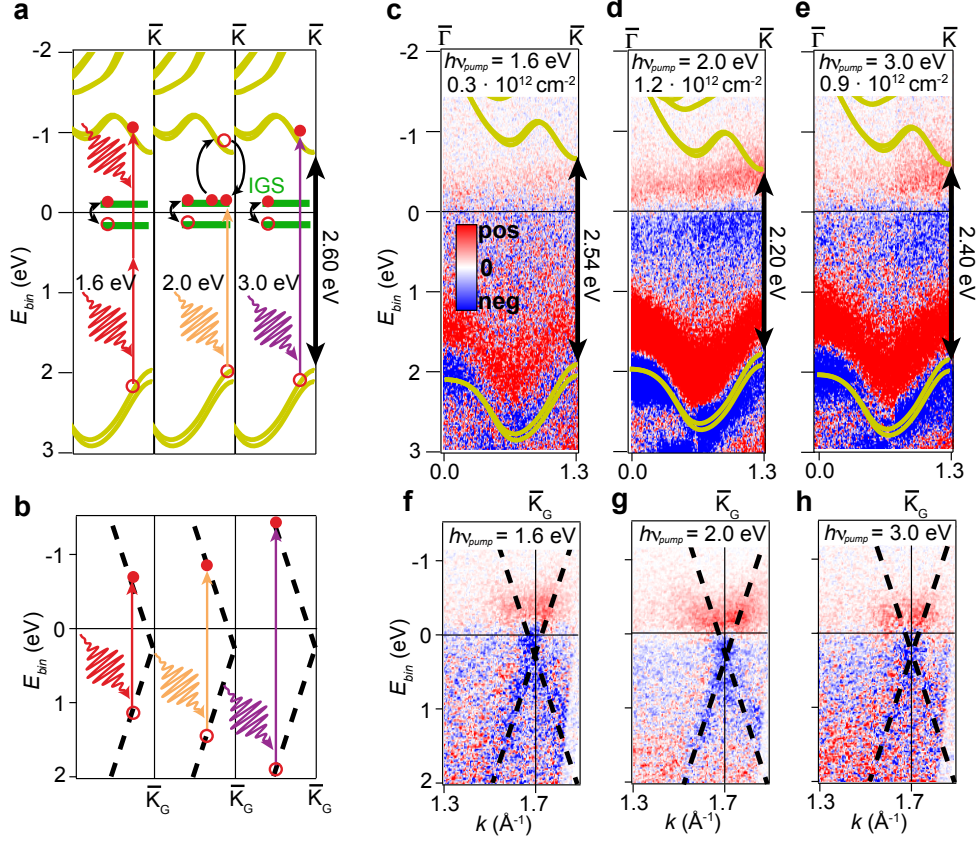 a
K̅ K̅ K̅
-2
-1
0
1
2
3
E_bin (eV)
IGS
1.6 eV 2.0 eV 3.0 eV
2.60 eV
b
-1
0
1
2
E_bin (eV)
K̅_G K̅_G K̅_G
c
Γ̅ K̅
hν_pump = 1.6 eV
0.3 · 10¹² cm⁻²
-2
-1
0
1
2
3
E_bin (eV)
pos
0
neg
2.54 eV
0.0 1.3
d
Γ̅ K̅
hν_pump = 2.0 eV
1.2 · 10¹² cm⁻²
2.20 eV
0.0 1.3
e
Γ̅ K̅
hν_pump = 3.0 eV
0.9 · 10¹² cm⁻²
2.40 eV
0.0 1.3
f
K̅_G
hν_pump = 1.6 eV
-1
0
1
2
E_bin (eV)
1.3 1.7
k (Å⁻¹)
g
K̅_G
hν_pump = 2.0 eV
1.3 1.7
k (Å⁻¹)
h
K̅_G
hν_pump = 3.0 eV
1.3 1.7
k (Å⁻¹)